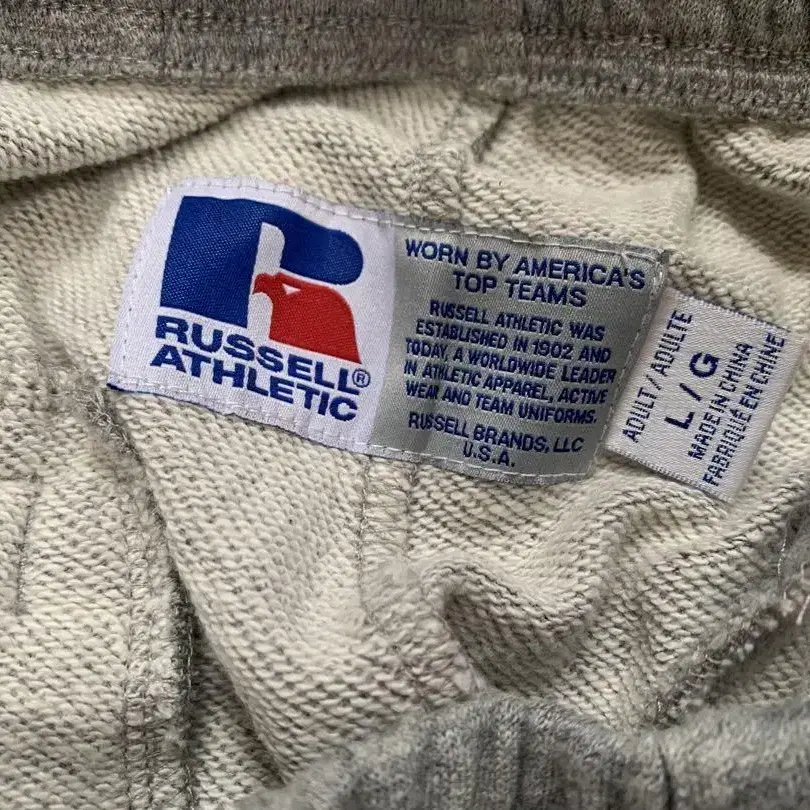 RUSSELL®
ATHLETIC
WORN BY AMERICA'S
TOP TEAMS
RUSSELL ATHLETIC WAS
ESTABLISHED IN 1902 AND
TODAY, A WORLDWIDE LEADER
IN ATHLETIC APPAREL, ACTIVE
WEAR AND TEAM UNIFORMS.
RUSSELL BRANDS, LLC
U.S.A.
ADULT / ADULTE
L / G
MADE IN CHINA
FABRIQUÉ EN CHINE